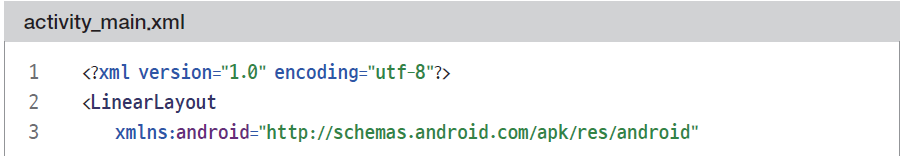 activity_main.xml
1 <?xml version="1.0" encoding="utf-8"?>
2 <LinearLayout
3 xmlns:android="http://schemas.android.com/apk/res/android"